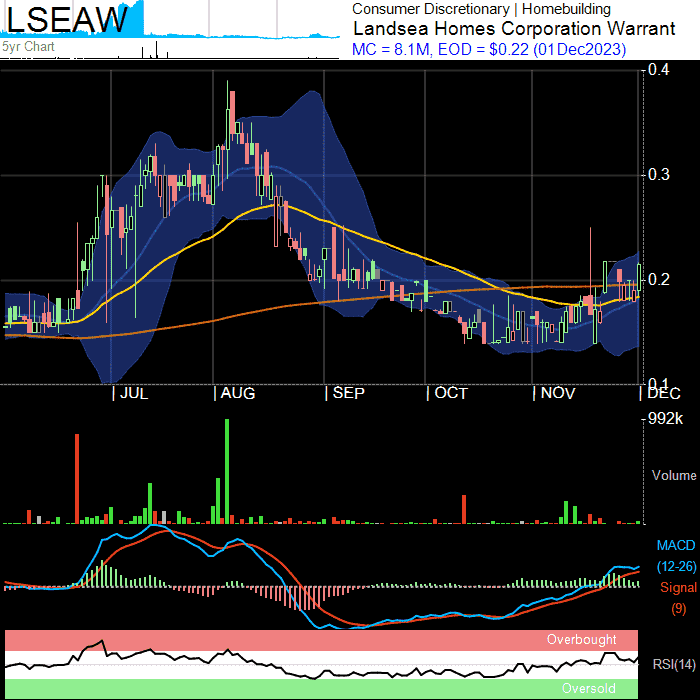 LSEAW
5yr Chart
Consumer Discretionary | Homebuilding
Landsea Homes Corporation Warrant
MC = 8.1M, EOD = $0.22 (01Dec2023)
0.4
0.3
0.2
0.1
JUL AUG SEP OCT NOV DEC
992k
Volume
MACD
(12-26)
Signal
(9)
Overbought
RSI(14)
Oversold